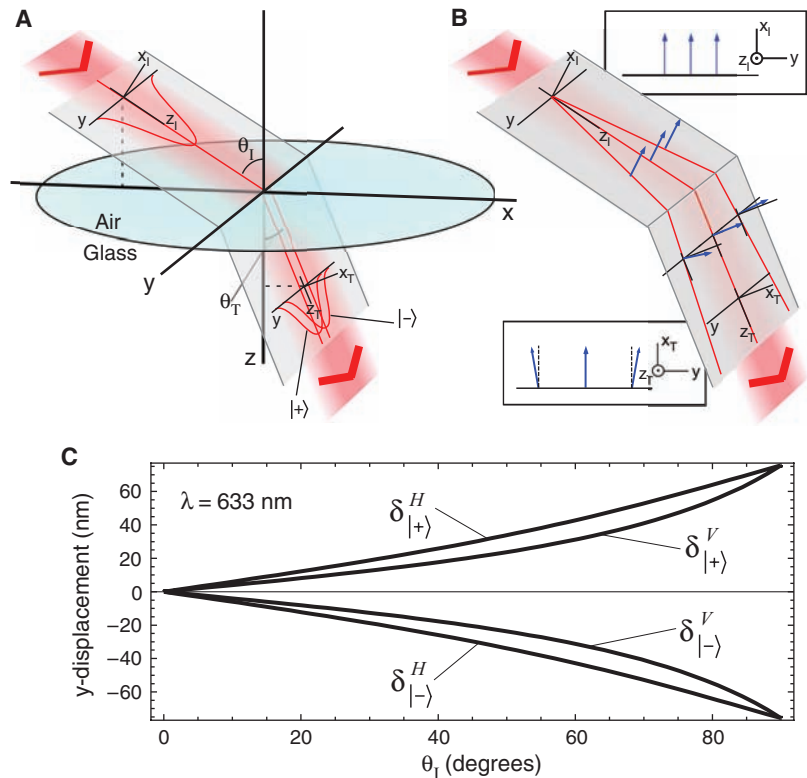 A
x_I
y
z_I
θ_I
x
Air
Glass
y
θ_T
x_T
z_T
y
|−⟩
z
|+⟩
B
x_I
z_I
y
x_I
y
z_I
x_T
y
z_T
x_T
z_T
y
C
λ = 633 nm
y-displacement (nm)
60
40
20
0
−20
−40
−60
δ^H_|+⟩
δ^V_|+⟩
δ^V_|−⟩
δ^H_|−⟩
0
20
40
60
80
θ_I (degrees)